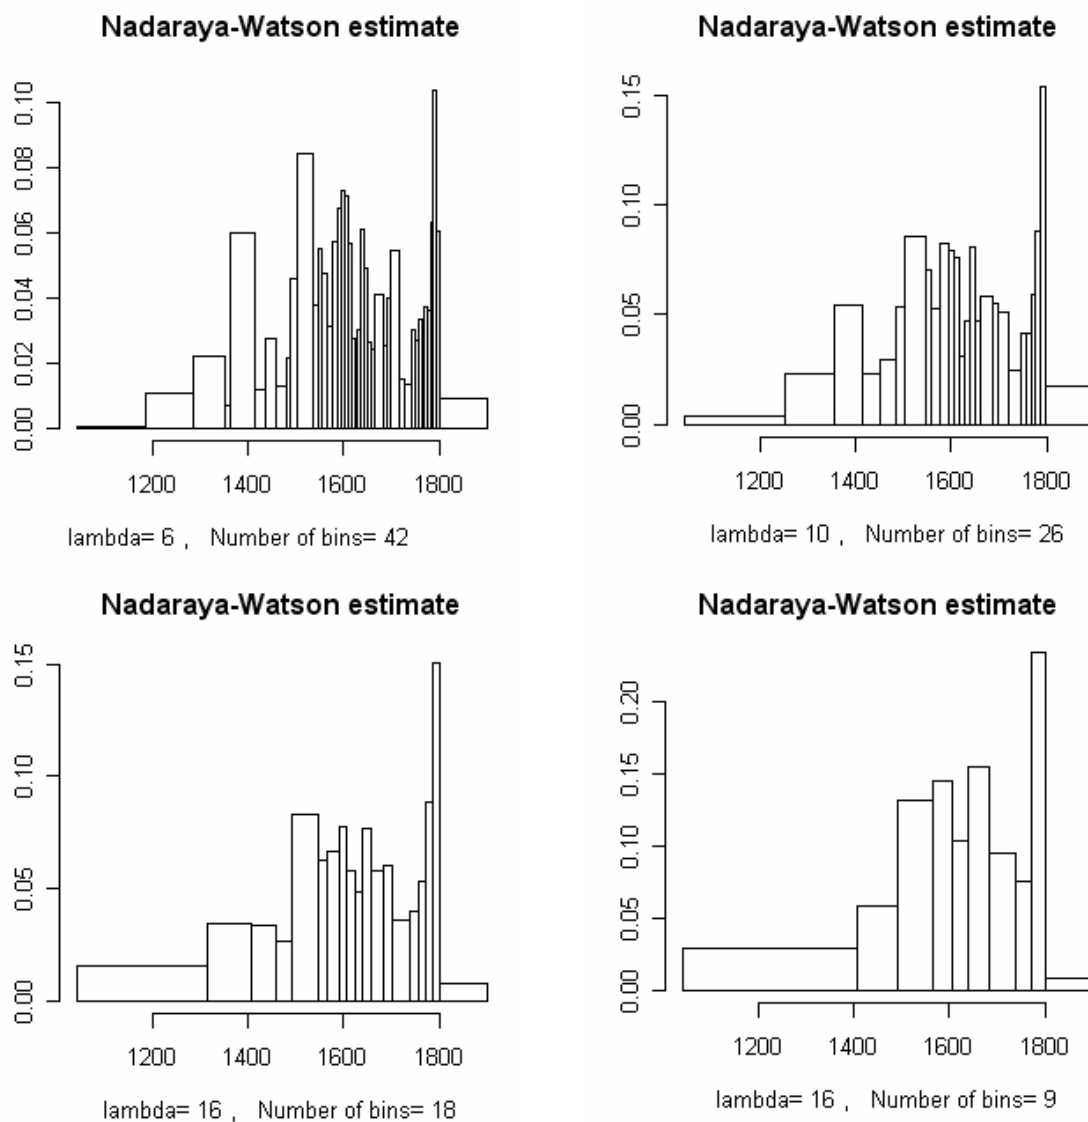 Nadaraya-Watson estimate
0.10
0.08
0.06
0.04
0.02
0.00
1200 1400 1600 1800
lambda= 6 , Number of bins= 42
Nadaraya-Watson estimate
0.15
0.10
0.05
0.00
1200 1400 1600 1800
lambda= 10 , Number of bins= 26
Nadaraya-Watson estimate
0.15
0.10
0.05
0.00
1200 1400 1600 1800
lambda= 16 , Number of bins= 18
Nadaraya-Watson estimate
0.20
0.15
0.10
0.05
0.00
1200 1400 1600 1800
lambda= 16 , Number of bins= 9